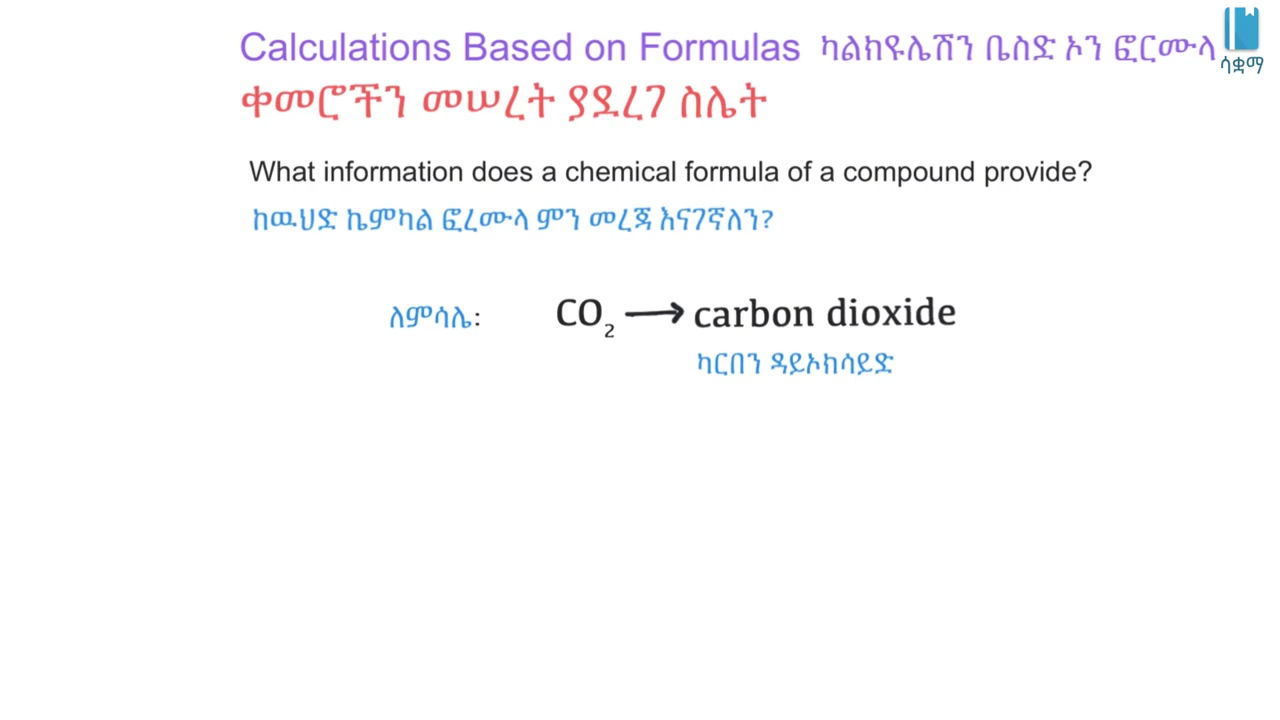 Calculations Based on Formulas ካልክዩሌሽን ቤስድ ኦን ፎርሙላ
ሳቋማ
ቀመሮችን መሠረት ያደረገ ስሌት
What information does a chemical formula of a compound provide?
ከዉህድ ኬምካል ፎረሙላ ምን መረጃ እናገኛለን?
ለምሳሌ: CO₂ ⟶ carbon dioxide
ካርበን ዳይኦክሳይድ